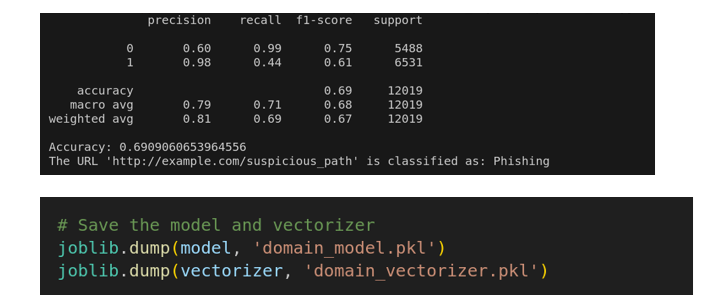 precision recall f1-score support
0 0.60 0.99 0.75 5488
1 0.98 0.44 0.61 6531
accuracy 0.69 12019
macro avg 0.79 0.71 0.68 12019
weighted avg 0.81 0.69 0.67 12019
Accuracy: 0.6909060653964556
The URL 'http://example.com/suspicious_path' is classified as: Phishing
# Save the model and vectorizer
joblib.dump(model, 'domain_model.pkl')
joblib.dump(vectorizer, 'domain_vectorizer.pkl')